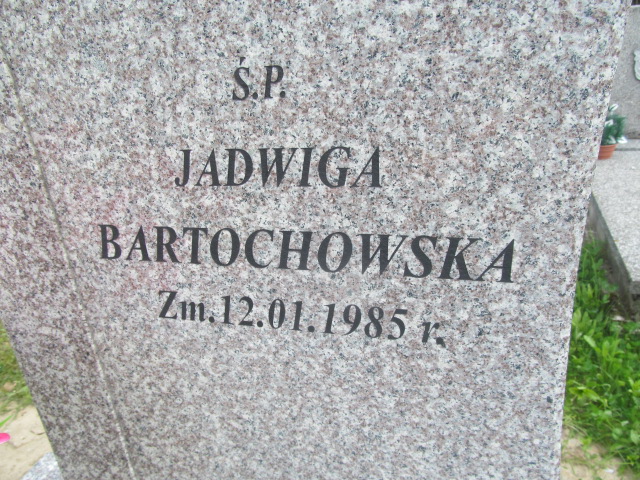 Ś.P.
JADWIGA
BARTOCHOWSKA
Zm.12.01.1985 r.